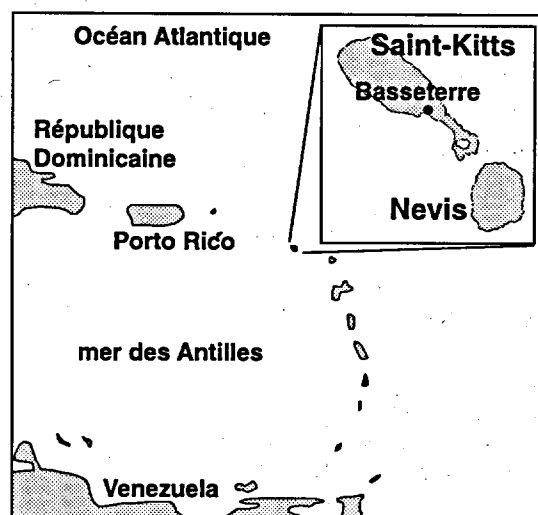 Océan Atlantique
Saint-Kitts
Basseterre
République
Dominicaine
Nevis
Porto Rico
mer des Antilles
Venezuela